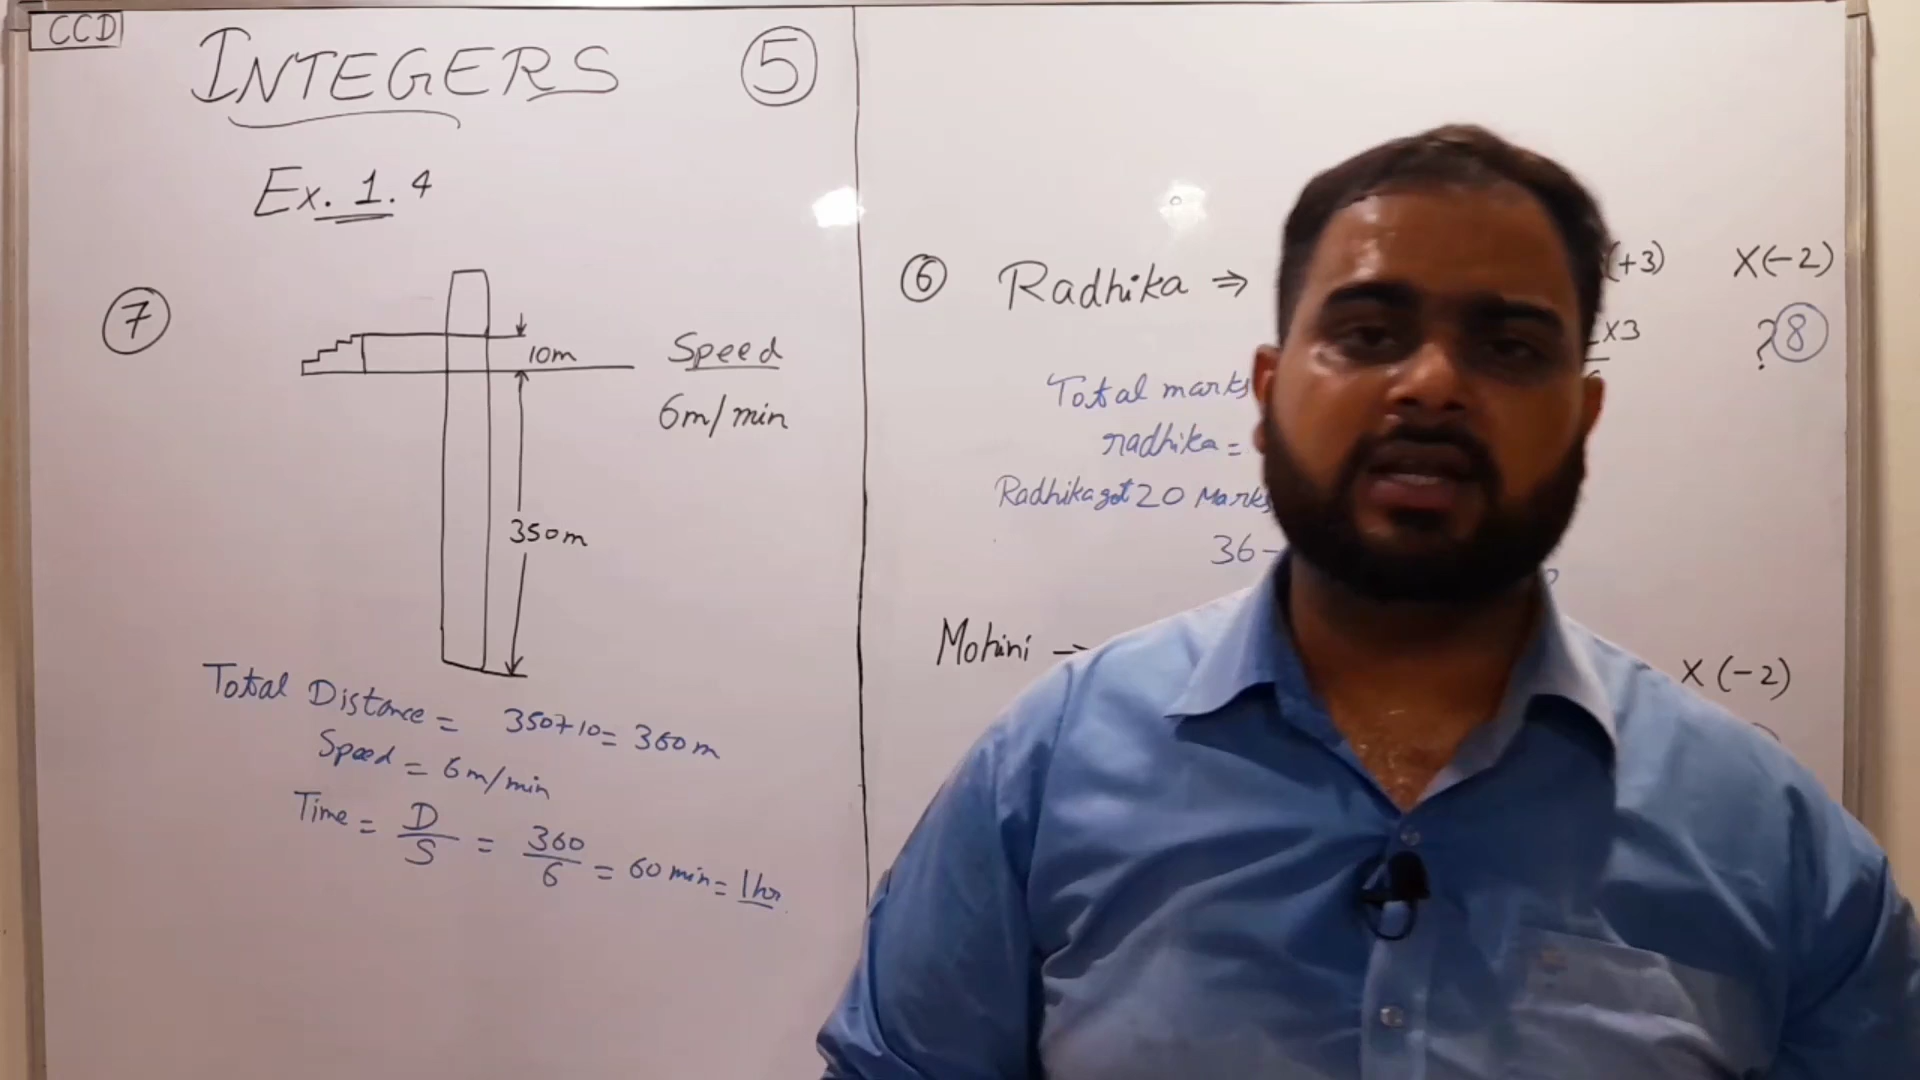 CCD
INTEGERS 5
Ex. 1.4
7
10m
Speed
6m/min
350m
Total Distance = 350+10= 360m
Speed = 6m/min
Time = D/S = 360/6 = 60 min = 1hr
6 Radhika ⇒ (+3) X(-2)
x3 ? 8
Total marks
radhika =
Radhika got 20 Marks
36-
Mohini → X (-2)